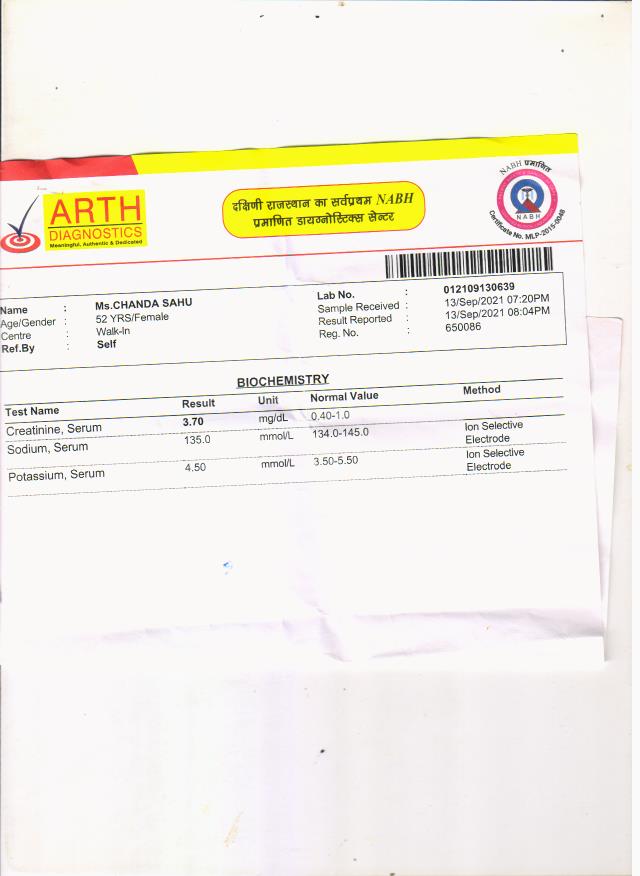 ARTH
DIAGNOSTICS
Meaningful, Authentic & Dedicated
दक्षिणी राजस्थान का सर्वप्रथम NABH
प्रमाणित डायग्नोस्टिक्स सेन्टर
NABH प्रमाणित
NABH
Certificate No. MLP-2015-0048
Name : Ms.CHANDA SAHU
Age/Gender : 52 YRS/Female
Centre : Walk-In
Ref.By : Self
Lab No. : 012109130639
Sample Received : 13/Sep/2021 07:20PM
Result Reported : 13/Sep/2021 08:04PM
Reg. No. : 650086
BIOCHEMISTRY
Test Name Result Unit Normal Value Method
Creatinine, Serum 3.70 mg/dL 0.40-1.0
Sodium, Serum 135.0 mmol/L 134.0-145.0 Ion Selective
Electrode
Potassium, Serum 4.50 mmol/L 3.50-5.50 Ion Selective
Electrode